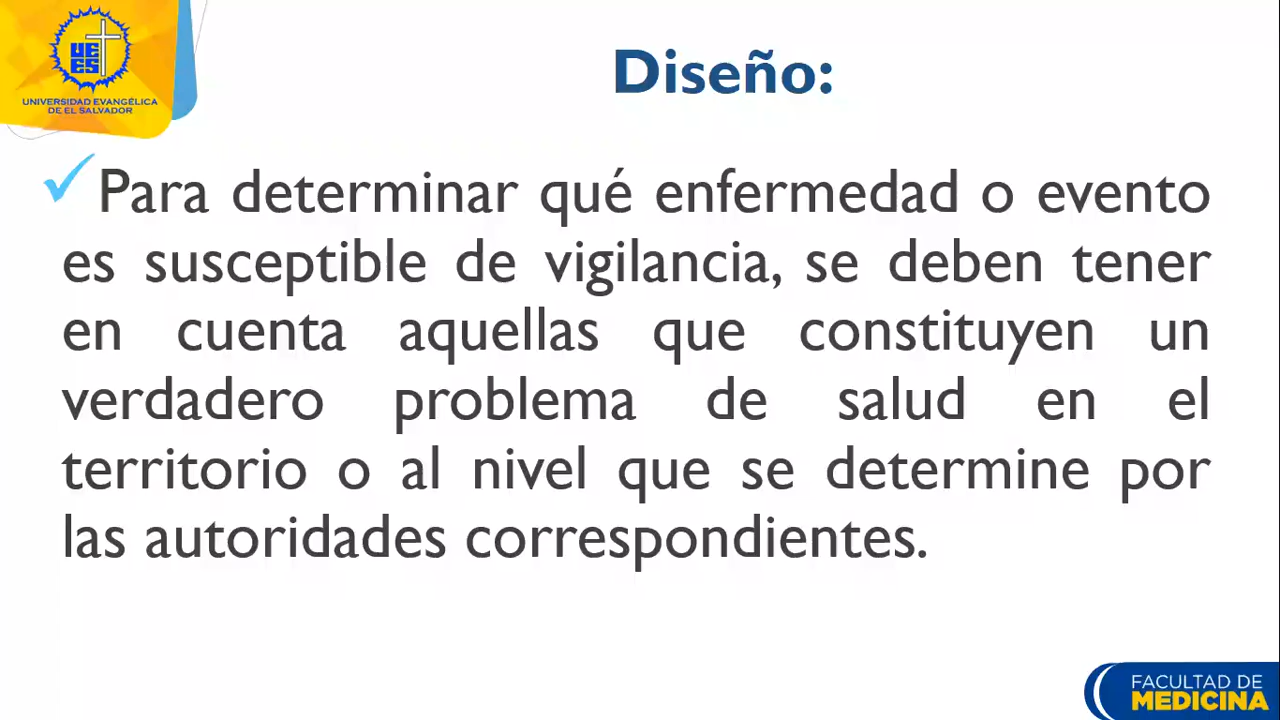 UE
ES
UNIVERSIDAD EVANGÉLICA
DE EL SALVADOR
Diseño:
Para determinar qué enfermedad o evento
es susceptible de vigilancia, se deben tener
en cuenta aquellas que constituyen un
verdadero problema de salud en el
territorio o al nivel que se determine por
las autoridades correspondientes.
FACULTAD DE
MEDICINA